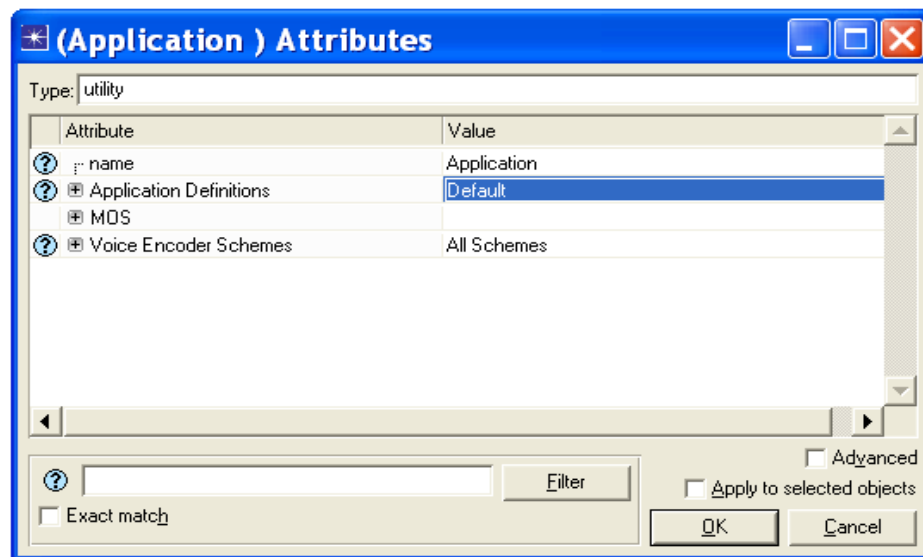 (Application ) Attributes
Type: utility
Attribute Value
name Application
Application Definitions Default
MOS
Voice Encoder Schemes All Schemes
Advanced
Filter
Apply to selected objects
Exact match
OK Cancel